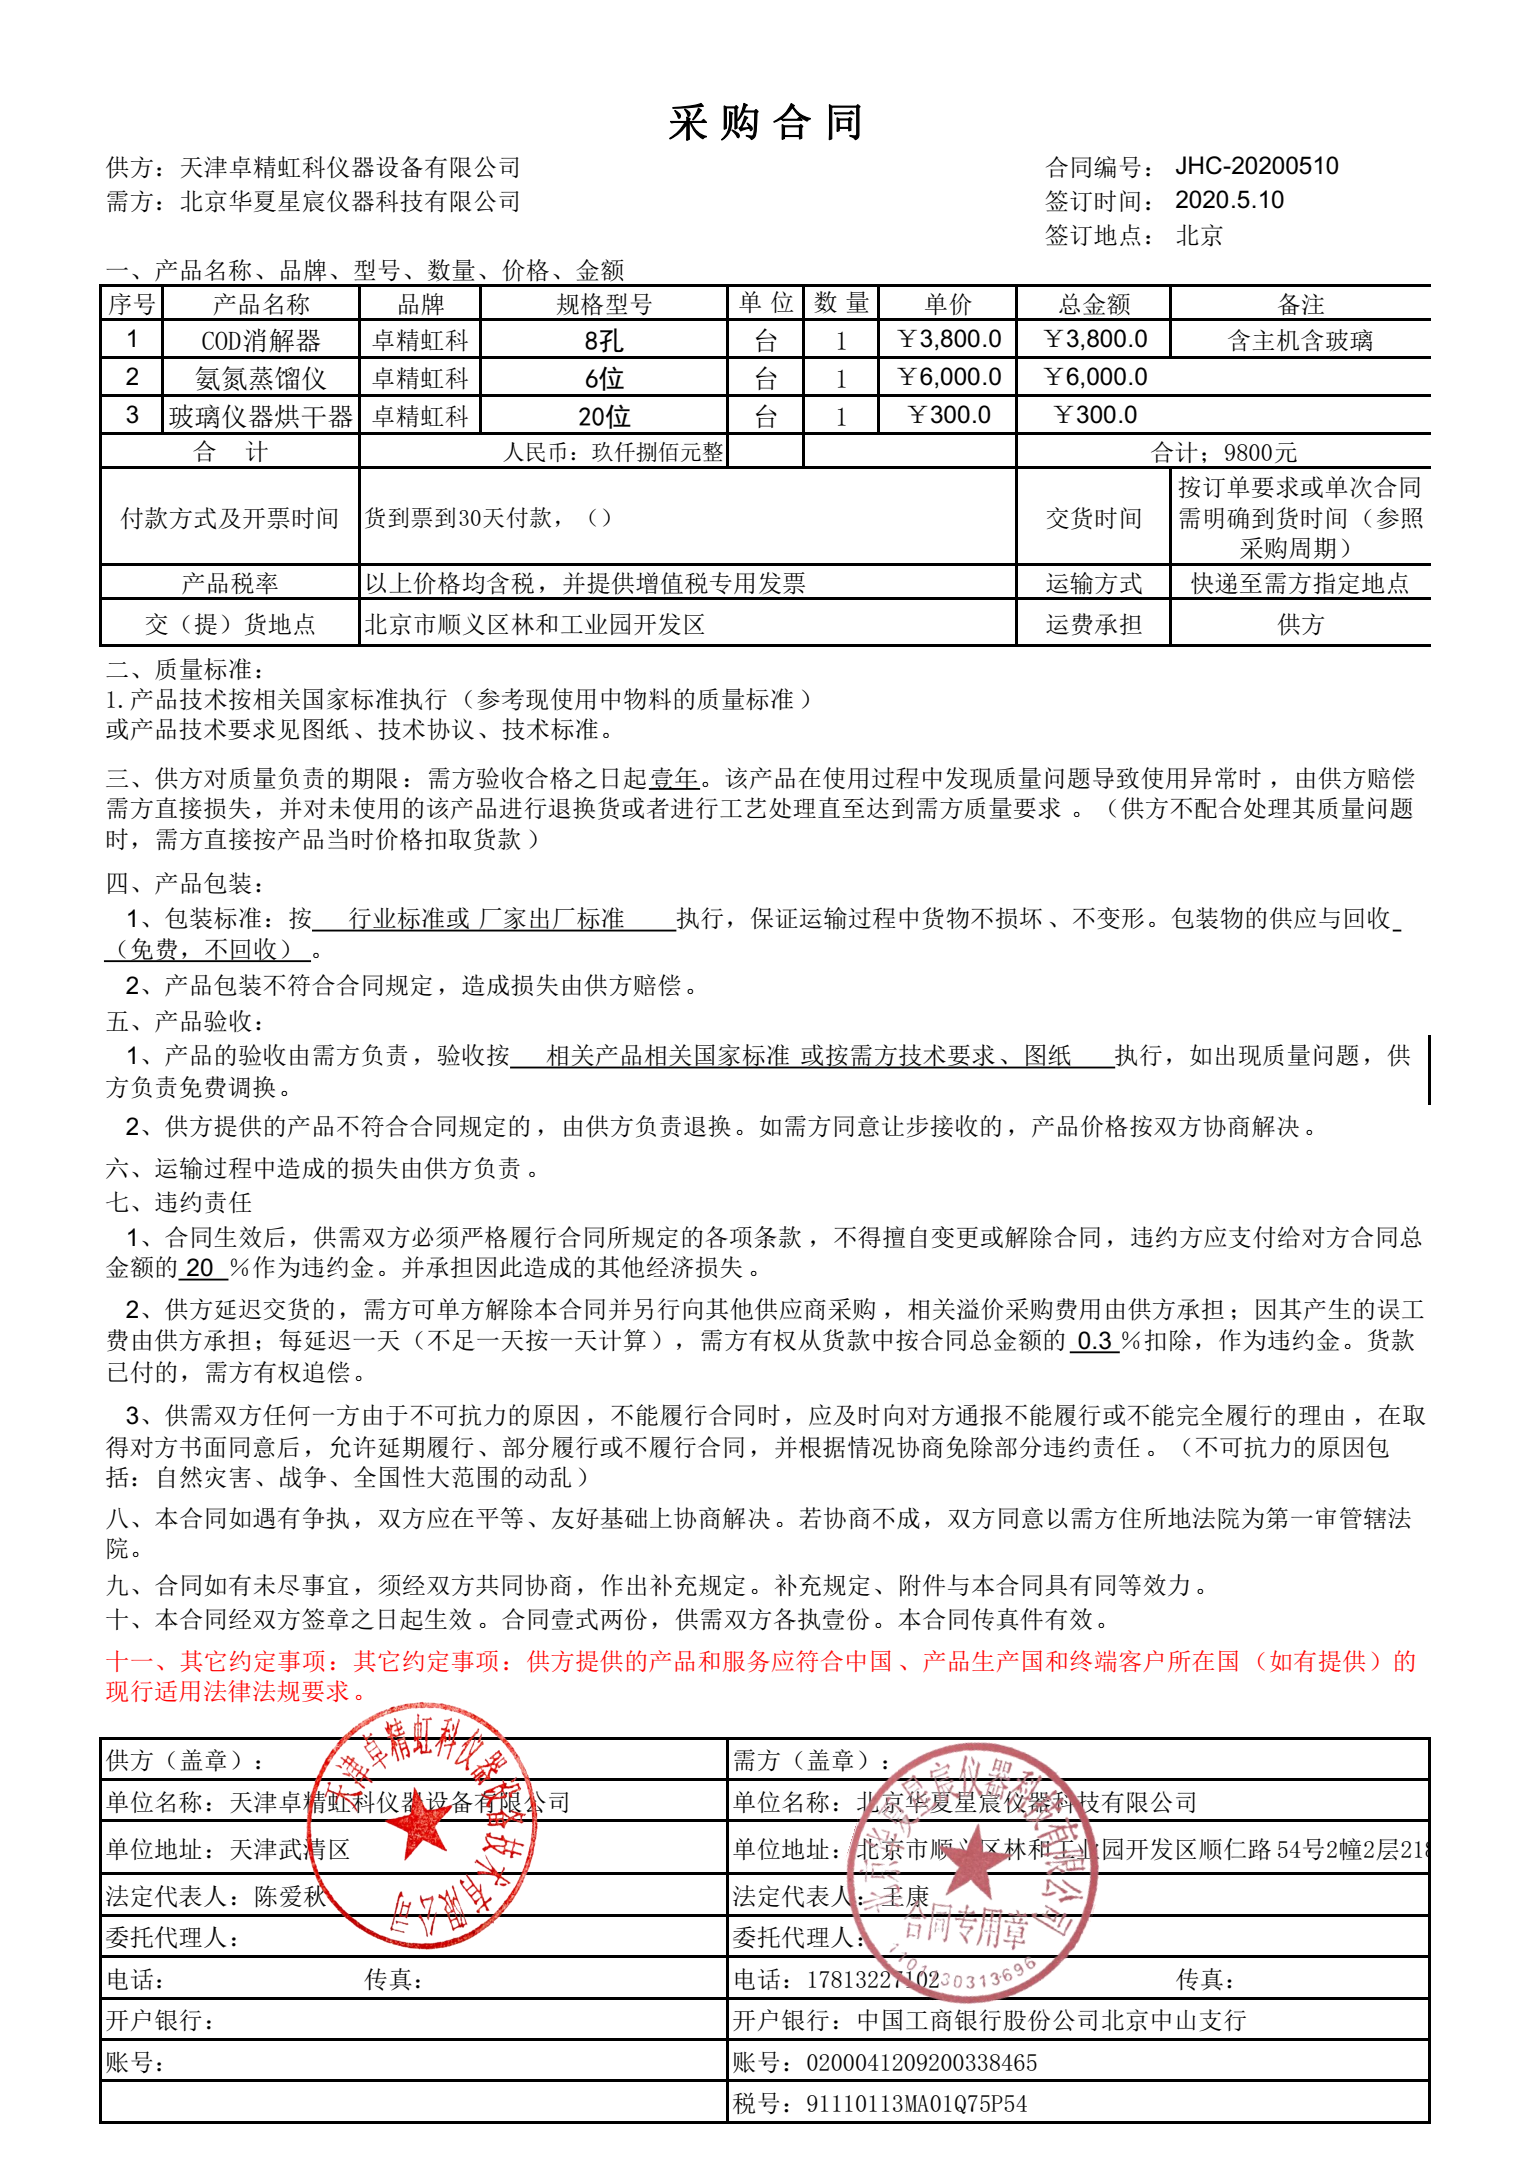 采购合同
供方：天津卓精虹科仪器设备有限公司 合同编号： JHC-20200510
需方：北京华夏星宸仪器科技有限公司 签订时间： 2020.5.10
签订地点： 北京
一、产品名称、品牌、型号、数量、价格、金额
序号 产品名称 品牌 规格型号 单位 数量 单价 总金额 备注
1 COD消解器 卓精虹科 8孔 台 1 ￥3,800.0 ￥3,800.0 含主机含玻璃
2 氨氮蒸馏仪 卓精虹科 6位 台 1 ￥6,000.0 ￥6,000.0
3 玻璃仪器烘干器 卓精虹科 20位 台 1 ￥300.0 ￥300.0
合 计 人民币：玖仟捌佰元整 合计；9800元
付款方式及开票时间 货到票到30天付款，（） 交货时间 按订单要求或单次合同
需明确到货时间（参照
采购周期）
产品税率 以上价格均含税，并提供增值税专用发票 运输方式 快递至需方指定地点
交（提）货地点 北京市顺义区林和工业园开发区 运费承担 供方
二、质量标准：
1.产品技术按相关国家标准执行（参考现使用中物料的质量标准）
或产品技术要求见图纸、技术协议、技术标准。
三、供方对质量负责的期限：需方验收合格之日起壹年。该产品在使用过程中发现质量问题导致使用异常时，由供方赔偿
需方直接损失，并对未使用的该产品进行退换货或者进行工艺处理直至达到需方质量要求。（供方不配合处理其质量问题
时，需方直接按产品当时价格扣取货款）
四、产品包装：
1、包装标准：按 行业标准或 厂家出厂标准 执行，保证运输过程中货物不损坏、不变形。包装物的供应与回收
（免费，不回收）。
2、产品包装不符合合同规定，造成损失由供方赔偿。
五、产品验收：
1、产品的验收由需方负责，验收按 相关产品相关国家标准 或按需方技术要求、图纸 执行，如出现质量问题，供
方负责免费调换。
2、供方提供的产品不符合合同规定的，由供方负责退换。如需方同意让步接收的，产品价格按双方协商解决。
六、运输过程中造成的损失由供方负责。
七、违约责任
1、合同生效后，供需双方必须严格履行合同所规定的各项条款，不得擅自变更或解除合同，违约方应支付给对方合同总
金额的 20 %作为违约金。并承担因此造成的其他经济损失。
2、供方延迟交货的，需方可单方解除本合同并另行向其他供应商采购，相关溢价采购费用由供方承担；因其产生的误工
费由供方承担；每延迟一天（不足一天按一天计算），需方有权从货款中按合同总金额的 0.3 %扣除，作为违约金。货款
已付的，需方有权追偿。
3、供需双方任何一方由于不可抗力的原因，不能履行合同时，应及时向对方通报不能履行或不能完全履行的理由，在取
得对方书面同意后，允许延期履行、部分履行或不履行合同，并根据情况协商免除部分违约责任。（不可抗力的原因包
括：自然灾害、战争、全国性大范围的动乱）
八、本合同如遇有争执，双方应在平等、友好基础上协商解决。若协商不成，双方同意以需方住所地法院为第一审管辖法
院。
九、合同如有未尽事宜，须经双方共同协商，作出补充规定。补充规定、附件与本合同具有同等效力。
十、本合同经双方签章之日起生效。合同壹式两份，供需双方各执壹份。本合同传真件有效。
十一、其它约定事项：其它约定事项：供方提供的产品和服务应符合中国、产品生产国和终端客户所在国（如有提供）的
现行适用法律法规要求。
供方（盖章）： 需方（盖章）：
单位名称：天津卓精虹科仪器设备有限公司 单位名称：北京华夏星宸仪器科技有限公司
单位地址：天津武清区 单位地址：北京市顺义区林和工业园开发区顺仁路54号2幢2层218
法定代表人：陈爱秋 法定代表人：王康
委托代理人： 委托代理人：
电话： 传真： 电话：17813227102 传真：
开户银行： 开户银行：中国工商银行股份公司北京中山支行
账号： 账号：0200041209200338465
税号：91110113MA01Q75P54
天津卓精虹科仪器设备技术有限公司
北京华夏星宸仪器科技有限公司
合同专用章
1101130313696